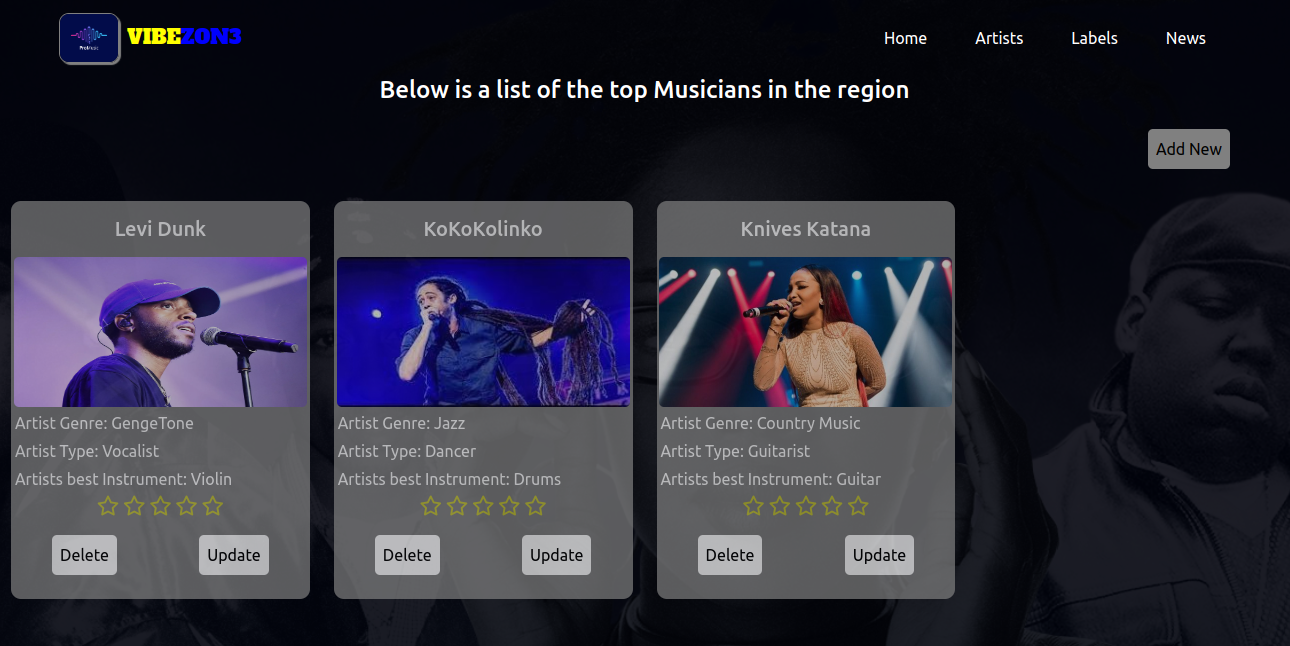 VIBEZON3
Home Artists Labels News
ProMusic
Below is a list of the top Musicians in the region
Add New
Levi Dunk
Artist Genre: GengeTone
Artist Type: Vocalist
Artists best Instrument: Violin
Delete Update
KoKoKolinko
Artist Genre: Jazz
Artist Type: Dancer
Artists best Instrument: Drums
Delete Update
Knives Katana
Artist Genre: Country Music
Artist Type: Guitarist
Artists best Instrument: Guitar
Delete Update